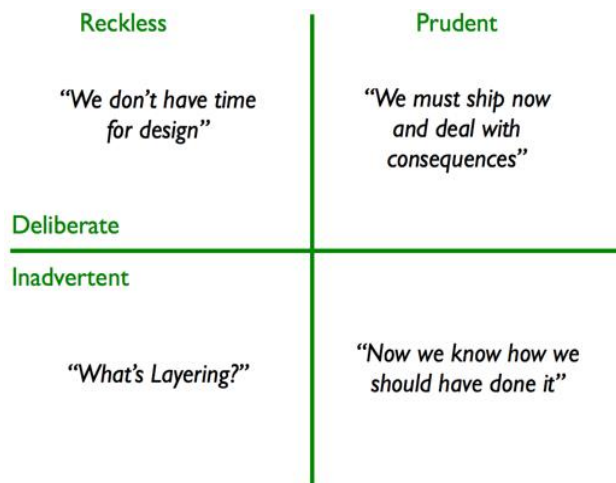 Reckless
Prudent
“We don’t have time
for design”
“We must ship now
and deal with
consequences”
Deliberate
Inadvertent
“What’s Layering?”
“Now we know how we
should have done it”